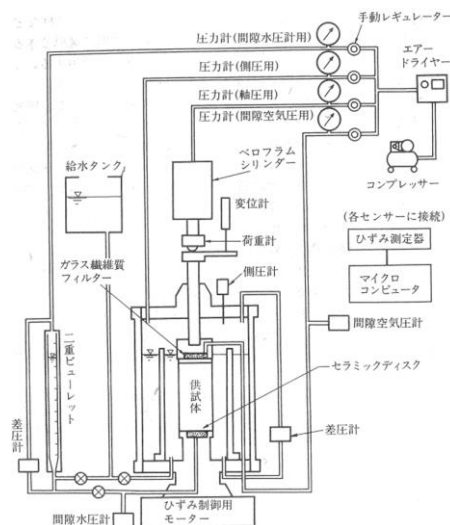 手動レギュレーター
圧力計(間隙水圧計用)
圧力計(側圧用)
圧力計(軸圧用)
圧力計(間隙空気圧用)
エアー
ドライヤー
コンプレッサー
ベロフラム
シリンダー
給水タンク
変位計
荷重計
ガラス繊維質
フィルター
側圧計
(各センサーに接続)
ひずみ測定器
マイクロ
コンピュータ
間隙空気圧計
二重ビューレット
供試体
セラミックディスク
差圧計
差圧計
間隙水圧計
ひずみ制御用
モーター